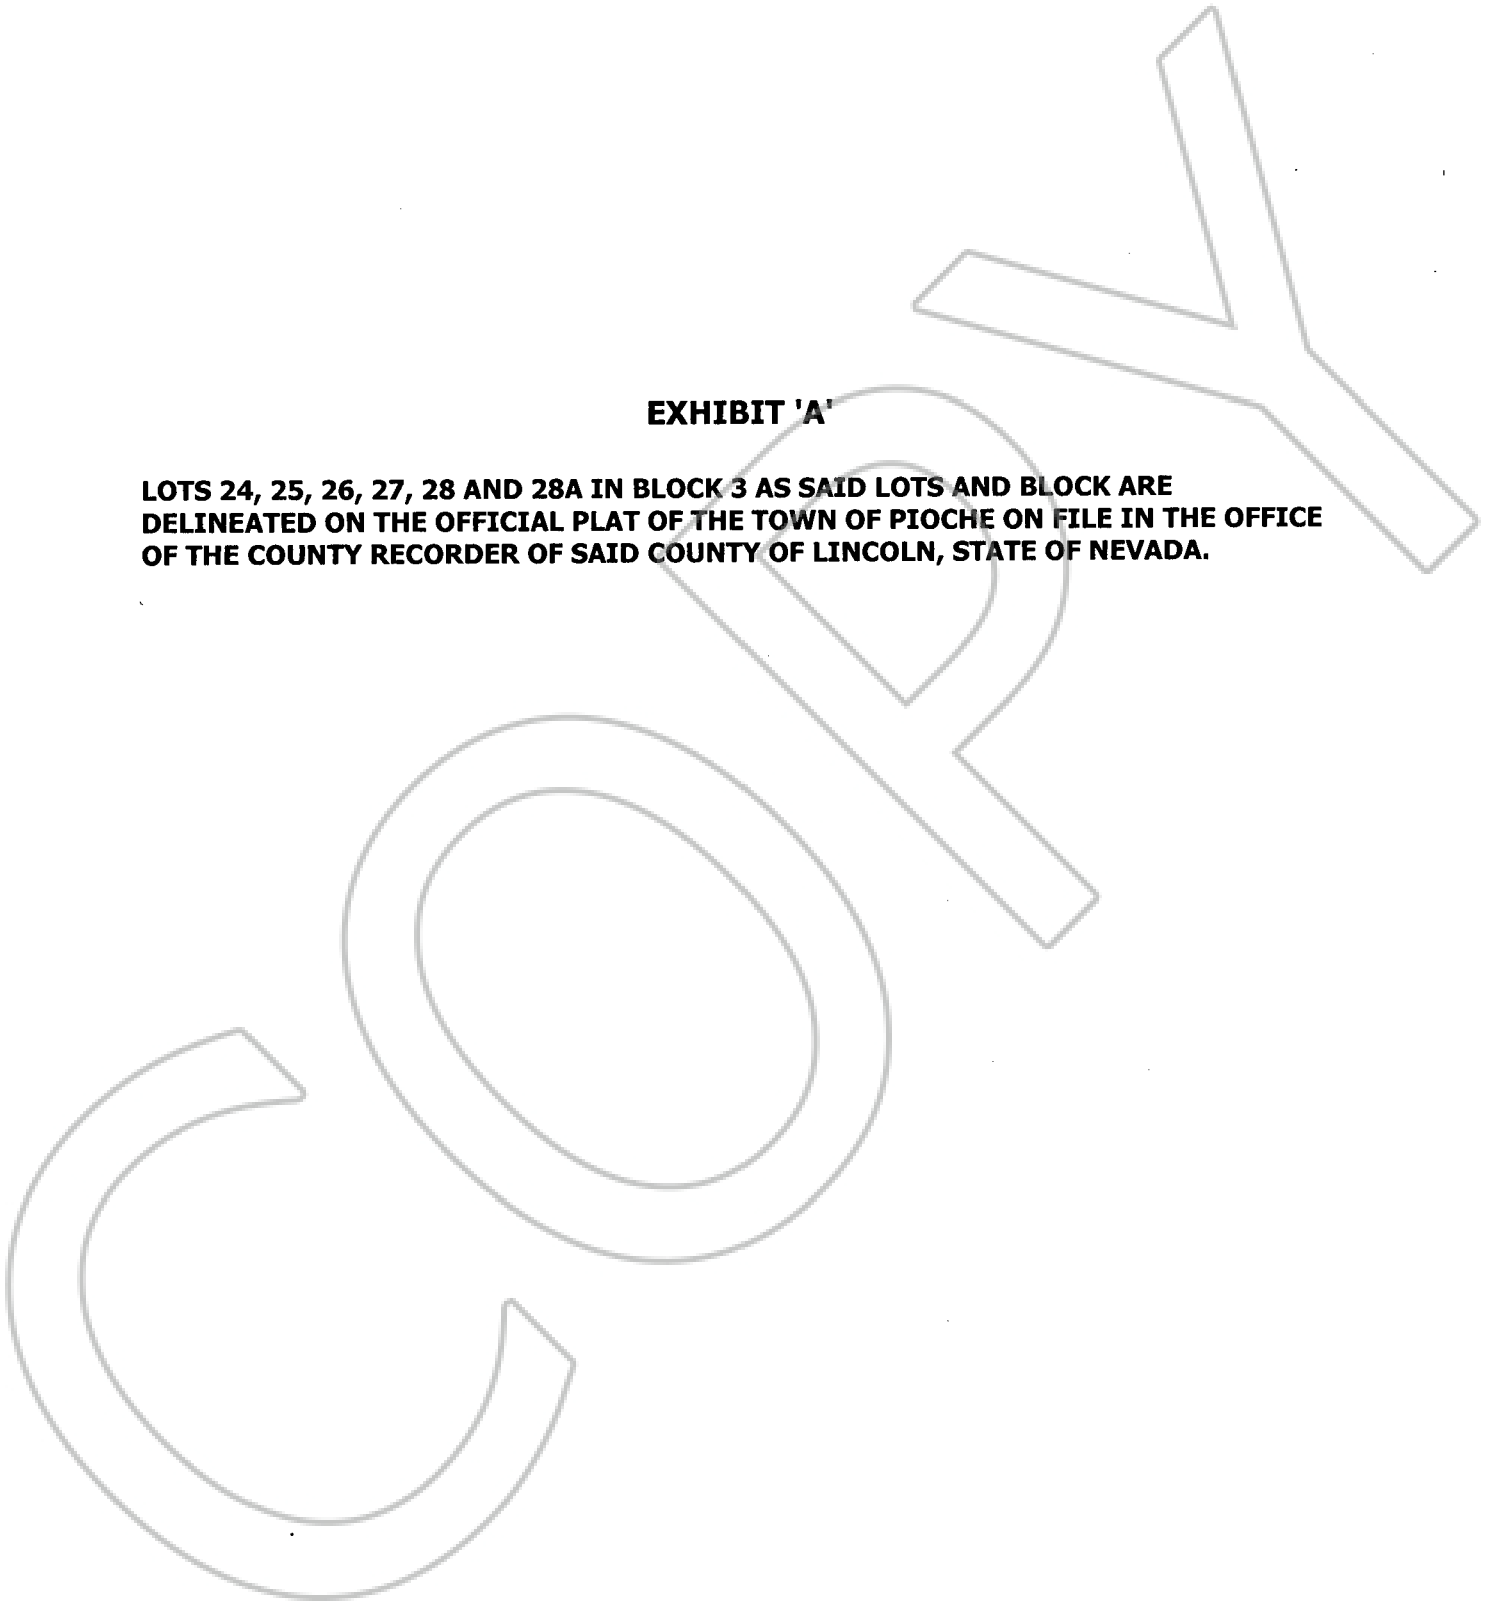 EXHIBIT 'A'
LOTS 24, 25, 26, 27, 28 AND 28A IN BLOCK 3 AS SAID LOTS AND BLOCK ARE
DELINEATED ON THE OFFICIAL PLAT OF THE TOWN OF PIOCHE ON FILE IN THE OFFICE
OF THE COUNTY RECORDER OF SAID COUNTY OF LINCOLN, STATE OF NEVADA.
COPY